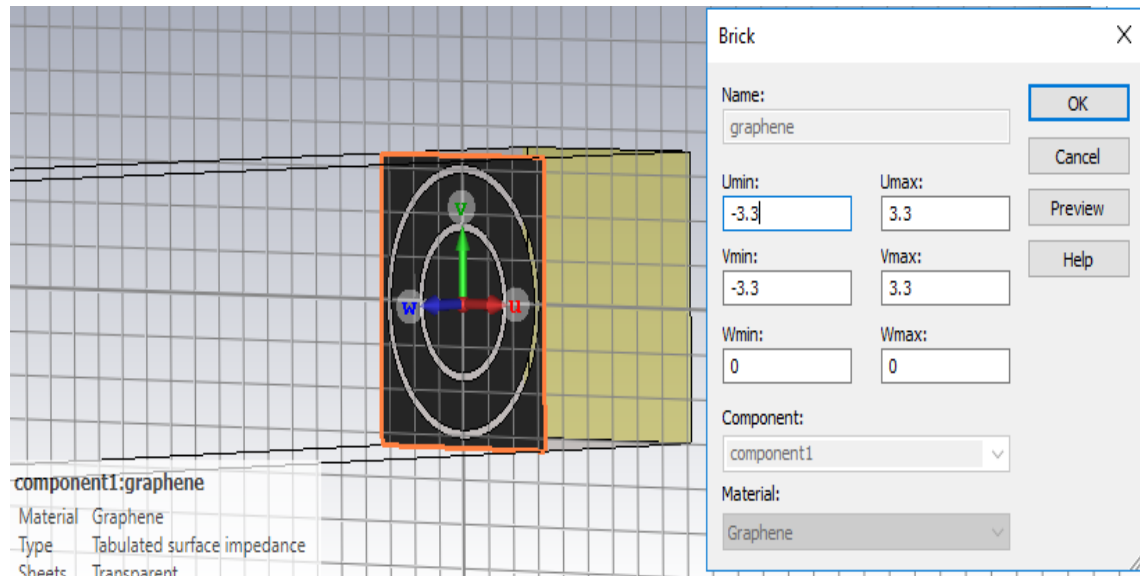 v
w
u
component1:graphene
Material Graphene
Type Tabulated surface impedance
Sheets Transparent
Brick
Name:
graphene
OK
Cancel
Umin:
Umax:
-3.3
3.3
Preview
Vmin:
Vmax:
Help
-3.3
3.3
Wmin:
Wmax:
0
0
Component:
component1
Material:
Graphene